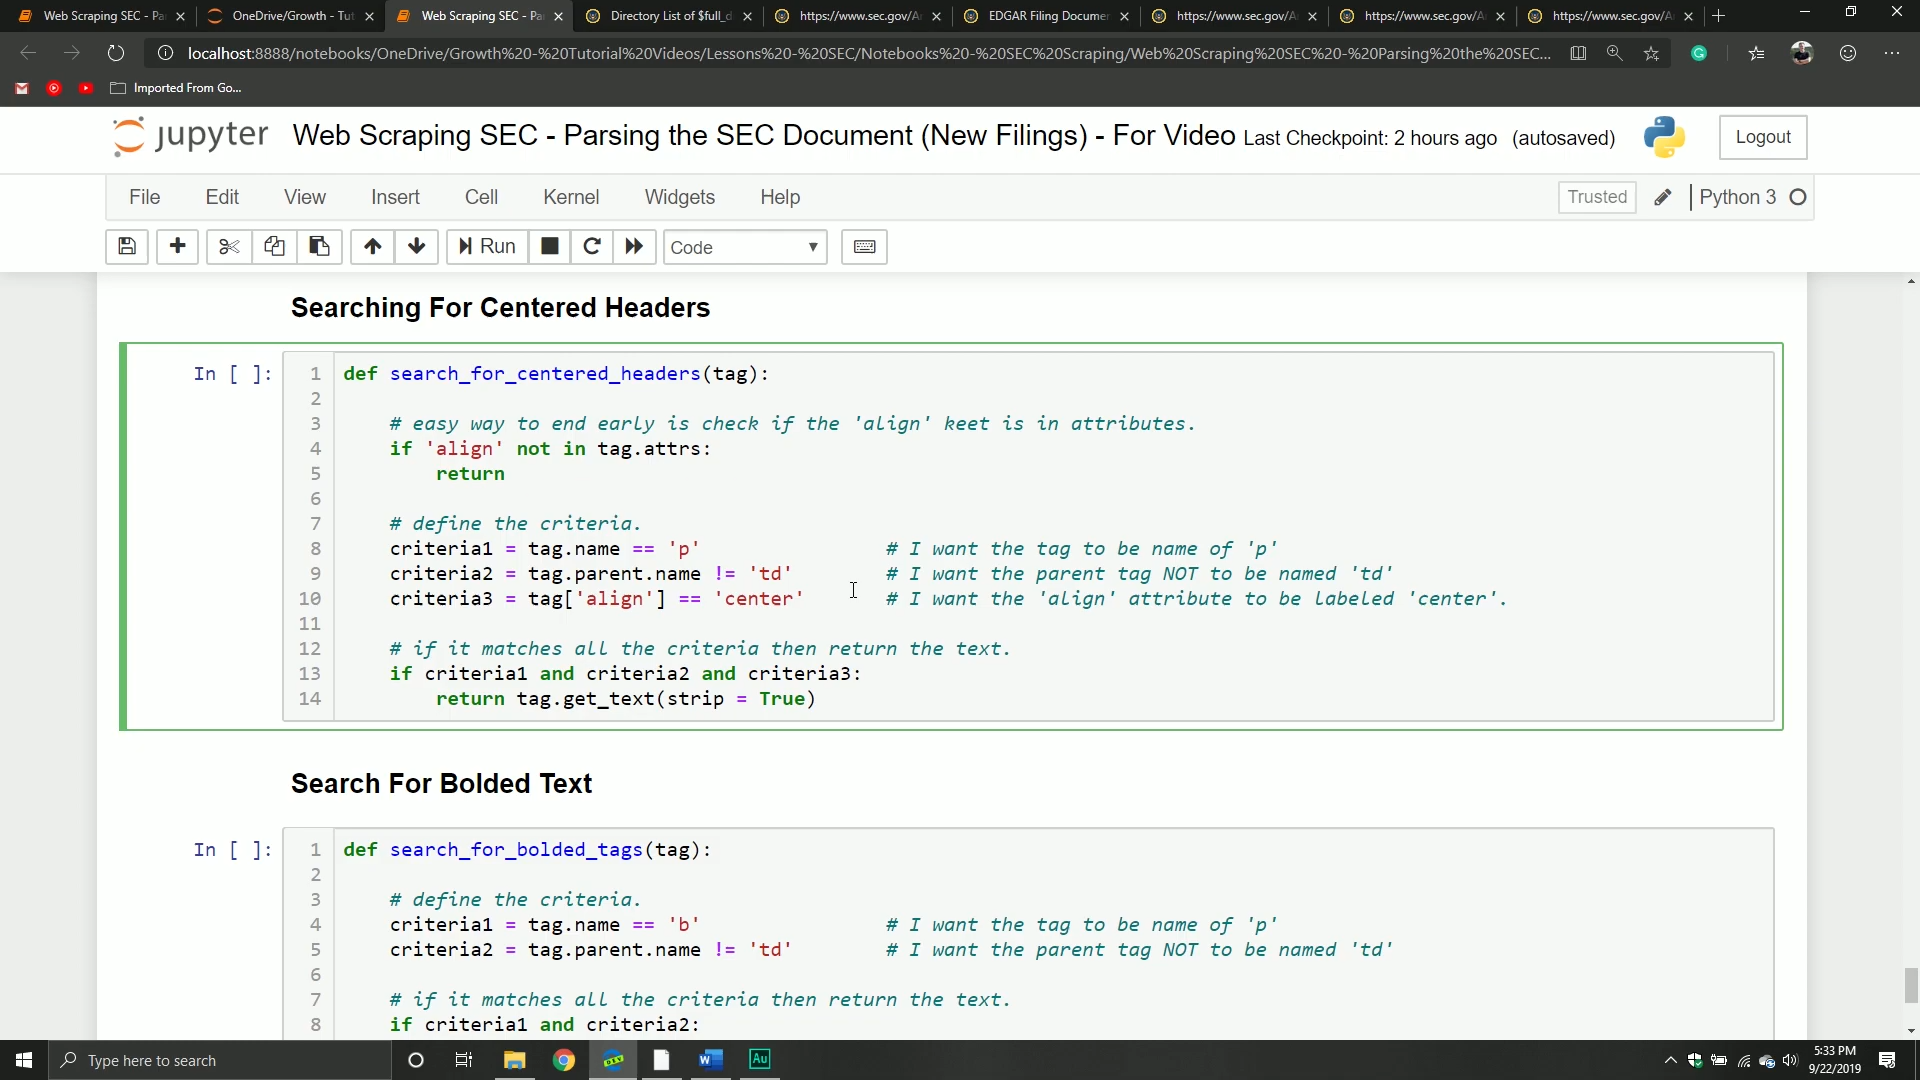 Web Scraping SEC - Pa
OneDrive/Growth - Tut
Web Scraping SEC - Pa
Directory List of $full_d
https://www.sec.gov/A
EDGAR Filing Documen
https://www.sec.gov/A
https://www.sec.gov/A
https://www.sec.gov/A
localhost:8888/notebooks/OneDrive/Growth%20-%20Tutorial%20Videos/Lessons%20-%20SEC/Notebooks%20-%20SEC%20Scraping/Web%20Scraping%20SEC%20-%20Parsing%20the%20SEC...
Imported From Go...
jupyter Web Scraping SEC - Parsing the SEC Document (New Filings) - For Video Last Checkpoint: 2 hours ago (autosaved)
Logout
File Edit View Insert Cell Kernel Widgets Help
Trusted
Python 3
Run
Code
Searching For Centered Headers
In [ ]:
1 def search_for_centered_headers(tag):
2
3 # easy way to end early is check if the 'align' keet is in attributes.
4 if 'align' not in tag.attrs:
5 return
6
7 # define the criteria.
8 criteria1 = tag.name == 'p' # I want the tag to be name of 'p'
9 criteria2 = tag.parent.name != 'td' # I want the parent tag NOT to be named 'td'
10 criteria3 = tag['align'] == 'center' # I want the 'align' attribute to be labeled 'center'.
11
12 # if it matches all the criteria then return the text.
13 if criteria1 and criteria2 and criteria3:
14 return tag.get_text(strip = True)
Search For Bolded Text
In [ ]:
1 def search_for_bolded_tags(tag):
2
3 # define the criteria.
4 criteria1 = tag.name == 'b' # I want the tag to be name of 'p'
5 criteria2 = tag.parent.name != 'td' # I want the parent tag NOT to be named 'td'
6
7 # if it matches all the criteria then return the text.
8 if criteria1 and criteria2:
Type here to search
DEV
Au
5:33 PM
9/22/2019